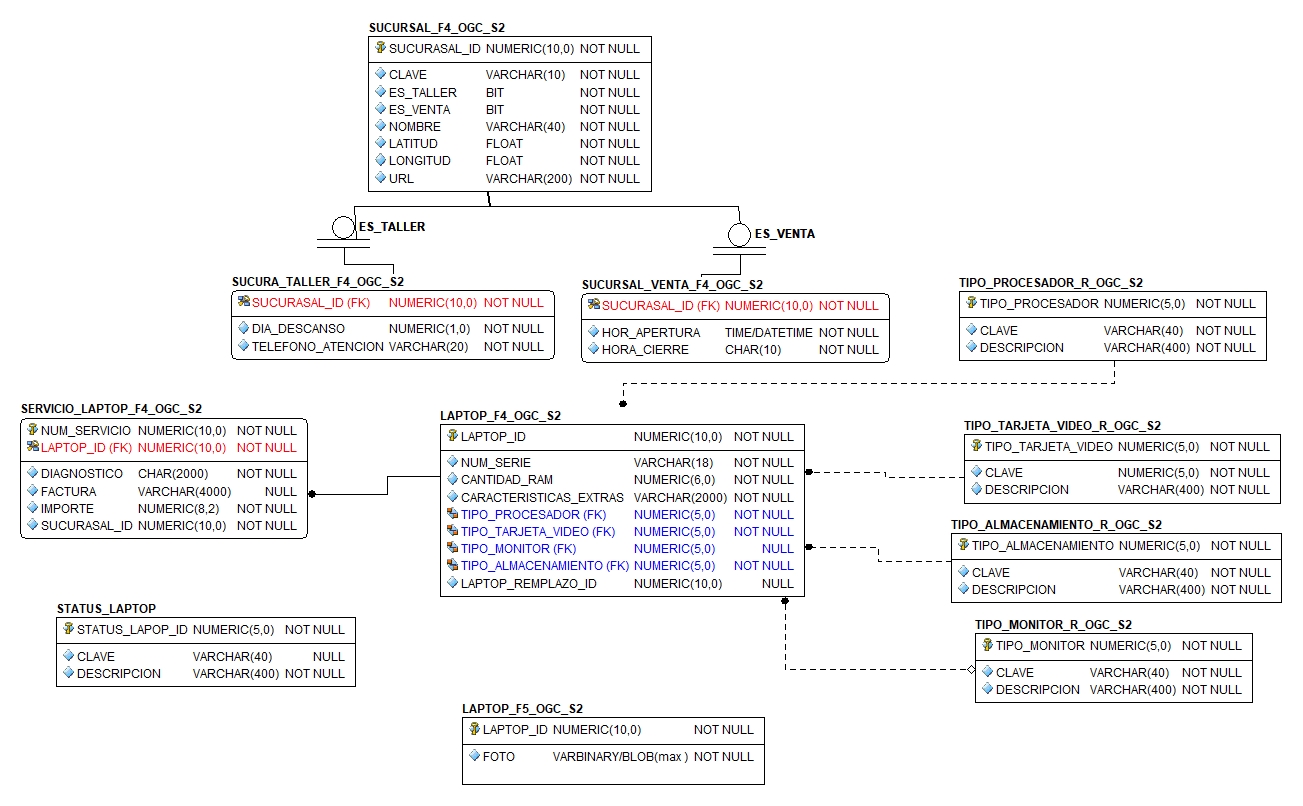 SUCURSAL_F4_OGC_S2
SUCURASAL_ID NUMERIC(10,0) NOT NULL
CLAVE VARCHAR(10) NOT NULL
ES_TALLER BIT NOT NULL
ES_VENTA BIT NOT NULL
NOMBRE VARCHAR(40) NOT NULL
LATITUD FLOAT NOT NULL
LONGITUD FLOAT NOT NULL
URL VARCHAR(200) NOT NULL
ES_TALLER
ES_VENTA
SUCURA_TALLER_F4_OGC_S2
SUCURASAL_ID (FK) NUMERIC(10,0) NOT NULL
DIA_DESCANSO NUMERIC(1,0) NOT NULL
TELEFONO_ATENCION VARCHAR(20) NOT NULL
SUCURSAL_VENTA_F4_OGC_S2
SUCURASAL_ID (FK) NUMERIC(10,0) NOT NULL
HOR_APERTURA TIME/DATETIME NOT NULL
HORA_CIERRE CHAR(10) NOT NULL
TIPO_PROCESADOR_R_OGC_S2
TIPO_PROCESADOR NUMERIC(5,0) NOT NULL
CLAVE VARCHAR(40) NOT NULL
DESCRIPCION VARCHAR(400) NOT NULL
SERVICIO_LAPTOP_F4_OGC_S2
NUM_SERVICIO NUMERIC(10,0) NOT NULL
LAPTOP_ID (FK) NUMERIC(10,0) NOT NULL
DIAGNOSTICO CHAR(2000) NOT NULL
FACTURA VARCHAR(4000) NULL
IMPORTE NUMERIC(8,2) NOT NULL
SUCURASAL_ID NUMERIC(10,0) NOT NULL
LAPTOP_F4_OGC_S2
LAPTOP_ID NUMERIC(10,0) NOT NULL
NUM_SERIE VARCHAR(18) NOT NULL
CANTIDAD_RAM NUMERIC(6,0) NOT NULL
CARACTERISTICAS_EXTRAS VARCHAR(2000) NOT NULL
TIPO_PROCESADOR (FK) NUMERIC(5,0) NOT NULL
TIPO_TARJETA_VIDEO (FK) NUMERIC(5,0) NOT NULL
TIPO_MONITOR (FK) NUMERIC(5,0) NULL
TIPO_ALMACENAMIENTO (FK) NUMERIC(5,0) NOT NULL
LAPTOP_REMPLAZO_ID NUMERIC(10,0) NULL
TIPO_TARJETA_VIDEO_R_OGC_S2
TIPO_TARJETA_VIDEO NUMERIC(5,0) NOT NULL
CLAVE NUMERIC(5,0) NOT NULL
DESCRIPCION VARCHAR(400) NOT NULL
TIPO_ALMACENAMIENTO_R_OGC_S2
TIPO_ALMACENAMIENTO NUMERIC(5,0) NOT NULL
CLAVE VARCHAR(40) NOT NULL
DESCRIPCION VARCHAR(400) NOT NULL
STATUS_LAPTOP
STATUS_LAPOP_ID NUMERIC(5,0) NOT NULL
CLAVE VARCHAR(40) NULL
DESCRIPCION VARCHAR(400) NOT NULL
TIPO_MONITOR_R_OGC_S2
TIPO_MONITOR NUMERIC(5,0) NOT NULL
CLAVE VARCHAR(40) NOT NULL
DESCRIPCION VARCHAR(400) NOT NULL
LAPTOP_F5_OGC_S2
LAPTOP_ID NUMERIC(10,0) NOT NULL
FOTO VARBINARY/BLOB(max ) NOT NULL